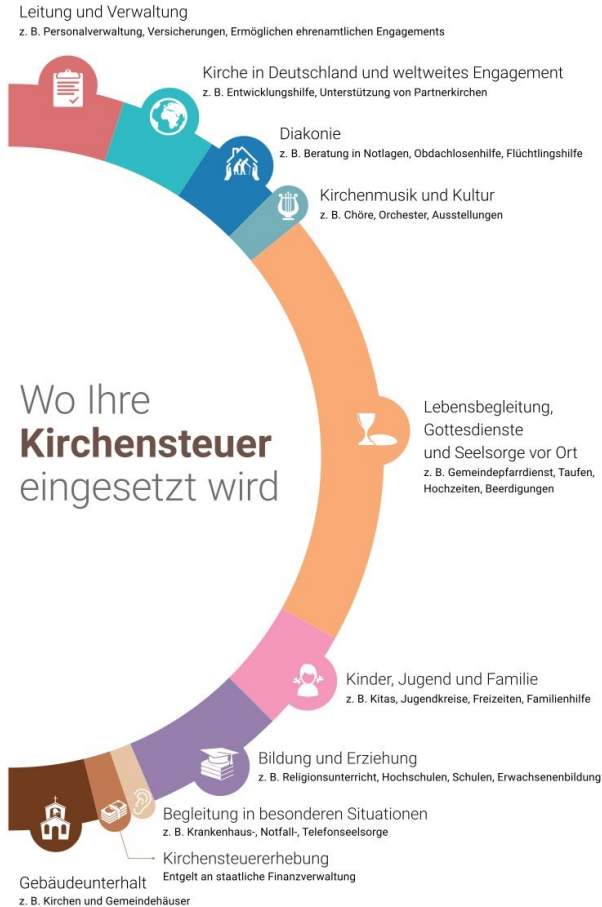 Leitung und Verwaltung
z. B. Personalverwaltung, Versicherungen, Ermöglichen ehrenamtlichen Engagements
Kirche in Deutschland und weltweites Engagement
z. B. Entwicklungshilfe, Unterstützung von Partnerkirchen
Diakonie
z. B. Beratung in Notlagen, Obdachlosenhilfe, Flüchtlingshilfe
Kirchenmusik und Kultur
z. B. Chöre, Orchester, Ausstellungen
Wo Ihre
Kirchensteuer
eingesetzt wird
Lebensbegleitung,
Gottesdienste
und Seelsorge vor Ort
z. B. Gemeindepfarrdienst, Taufen,
Hochzeiten, Beerdigungen
Kinder, Jugend und Familie
z. B. Kitas, Jugendkreise, Freizeiten, Familienhilfe
Bildung und Erziehung
z. B. Religionsunterricht, Hochschulen, Schulen, Erwachsenenbildung
Begleitung in besonderen Situationen
z. B. Krankenhaus-, Notfall-, Telefonseelsorge
Kirchensteuererhebung
Entgelt an staatliche Finanzverwaltung
Gebäudeunterhalt
z. B. Kirchen und Gemeindehäuser